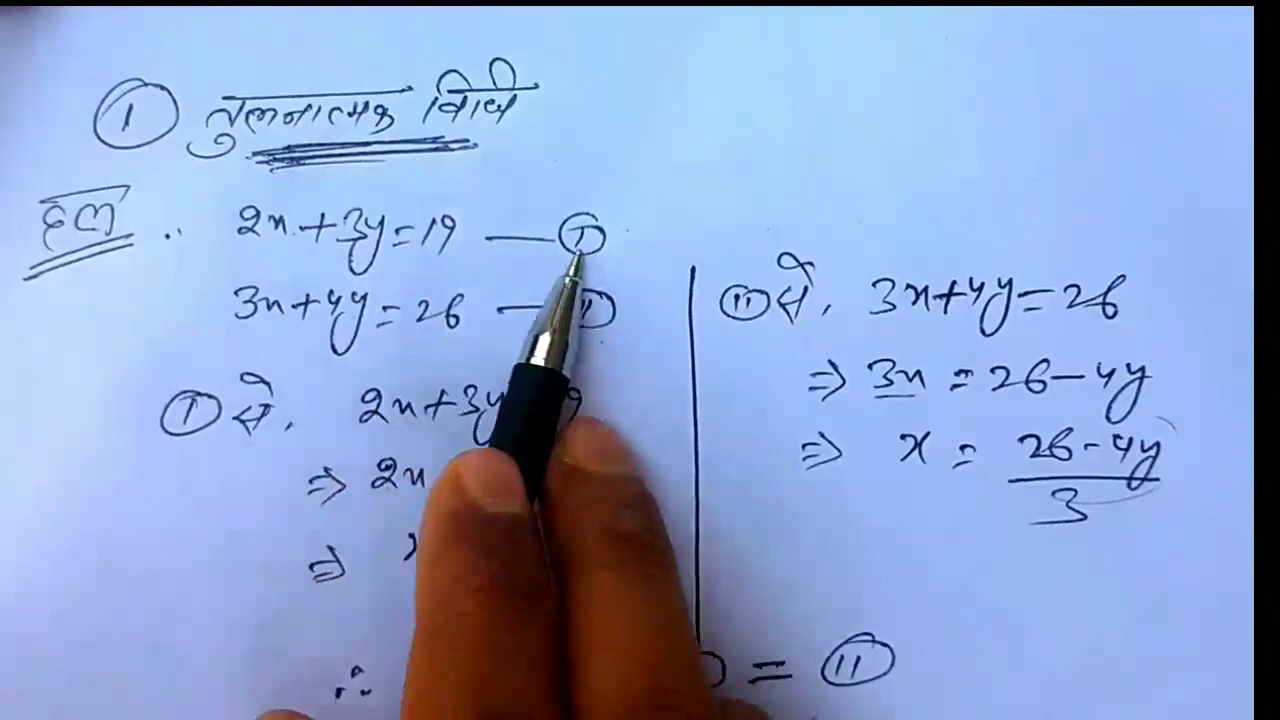 ① तुलनात्मक विधि
हल :. 2x + 3y = 19 — ①
3x + 4y = 26 — ⑪
① से, 2x + 3y 9
⇒ 2x
⇒ x
∴
⑪ से, 3x + 4y = 26
⇒ 3x = 26 - 4y
⇒ x = 26 - 4y
3
= ⑪